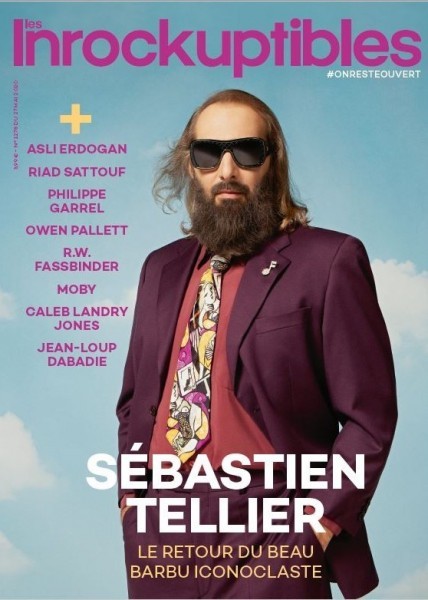 les
Inrockuptibles
#ONRESTEOUVERT
+
ASLI ERDOGAN
RIAD SATTOUF
PHILIPPE
GARREL
OWEN PALLETT
R.W.
FASSBINDER
MOBY
CALEB LANDRY
JONES
JEAN-LOUP
DABADIE
SÉBASTIEN
TELLIER
LE RETOUR DU BEAU
BARBU ICONOCLASTE